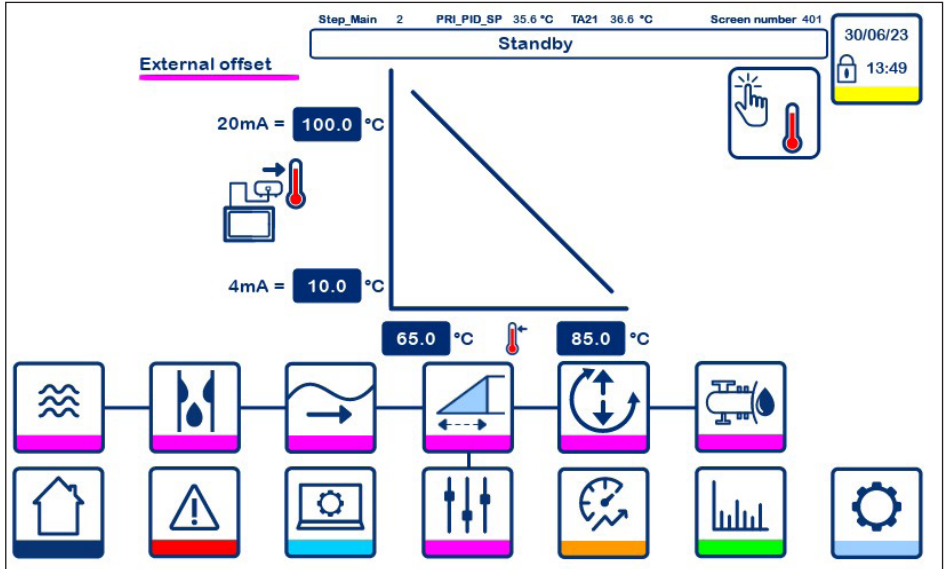 Step_Main 2 PRI_PID_SP 35.6 °C TA21 36.6 °C Screen number 401
Standby
30/06/23
13:49
External offset
20mA = 100.0 °C
4mA = 10.0 °C
65.0 °C 85.0 °C